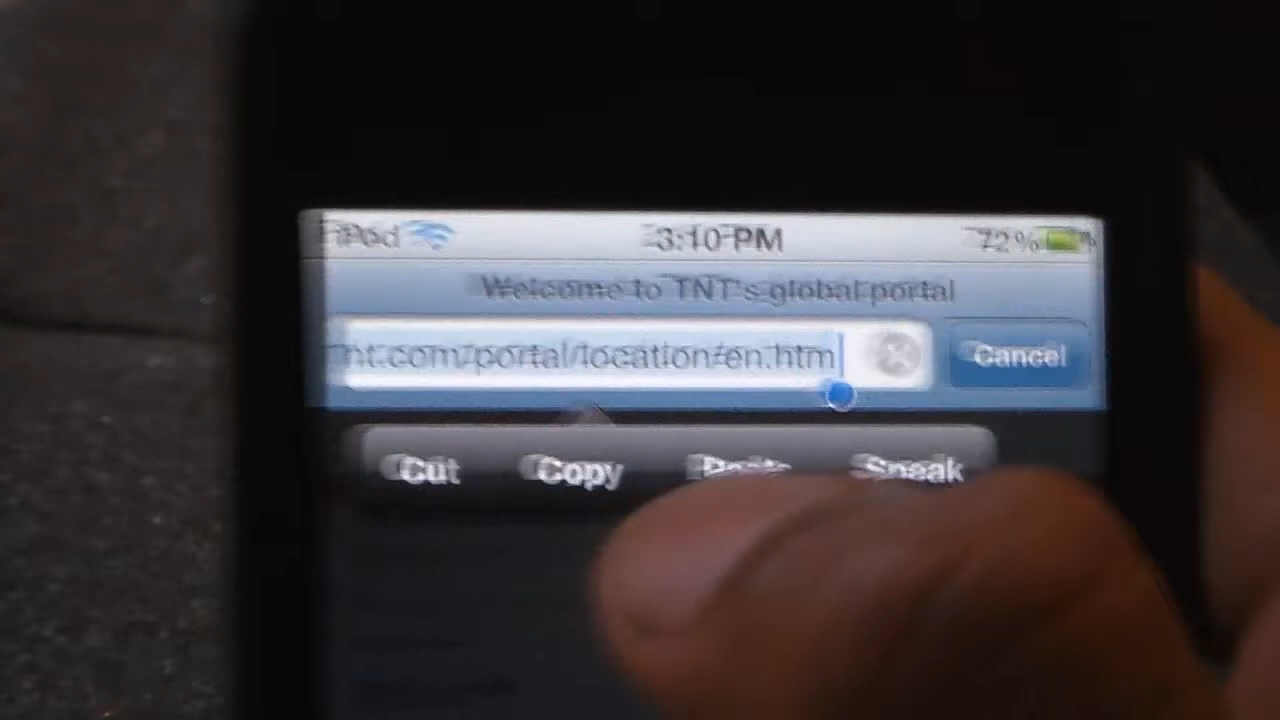 iPod 3:10 PM 72%
Welcome to TNT's global portal
nt.com/portal/location/en.htm Cancel
Cut Copy Paste Speak